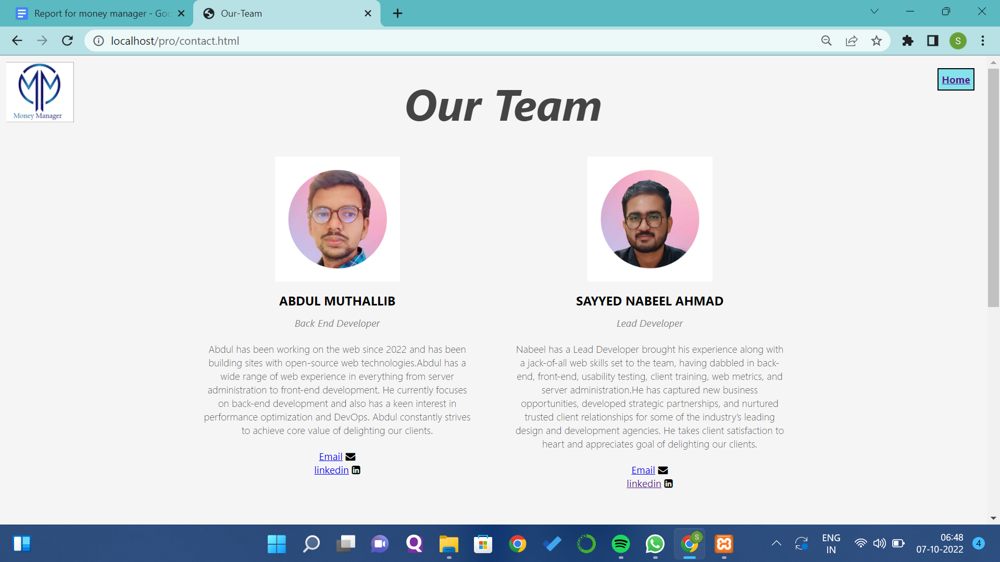 Report for money manager - Goo
Our-Team
localhost/pro/contact.html
S
Money Manager
Home
Our Team
ABDUL MUTHALLIB
Back End Developer
Abdul has been working on the web since 2022 and has been
building sites with open-source web technologies.Abdul has a
wide range of web experience in everything from server
administration to front-end development. He currently focuses
on back-end development and also has a keen interest in
performance optimization and DevOps. Abdul constantly strives
to achieve core value of delighting our clients.
Email
linkedin
SAYYED NABEEL AHMAD
Lead Developer
Nabeel has a Lead Developer brought his experience along with
a jack-of-all web skills set to the team, having dabbled in back-
end, front-end, usability testing, client training, web metrics, and
server administration.He has captured new business
opportunities, developed strategic partnerships, and nurtured
trusted client relationships for some of the industry’s leading
design and development agencies. He takes client satisfaction to
heart and appreciates goal of delighting our clients.
Email
linkedin
S
ENG
IN
06:48
07-10-2022
4